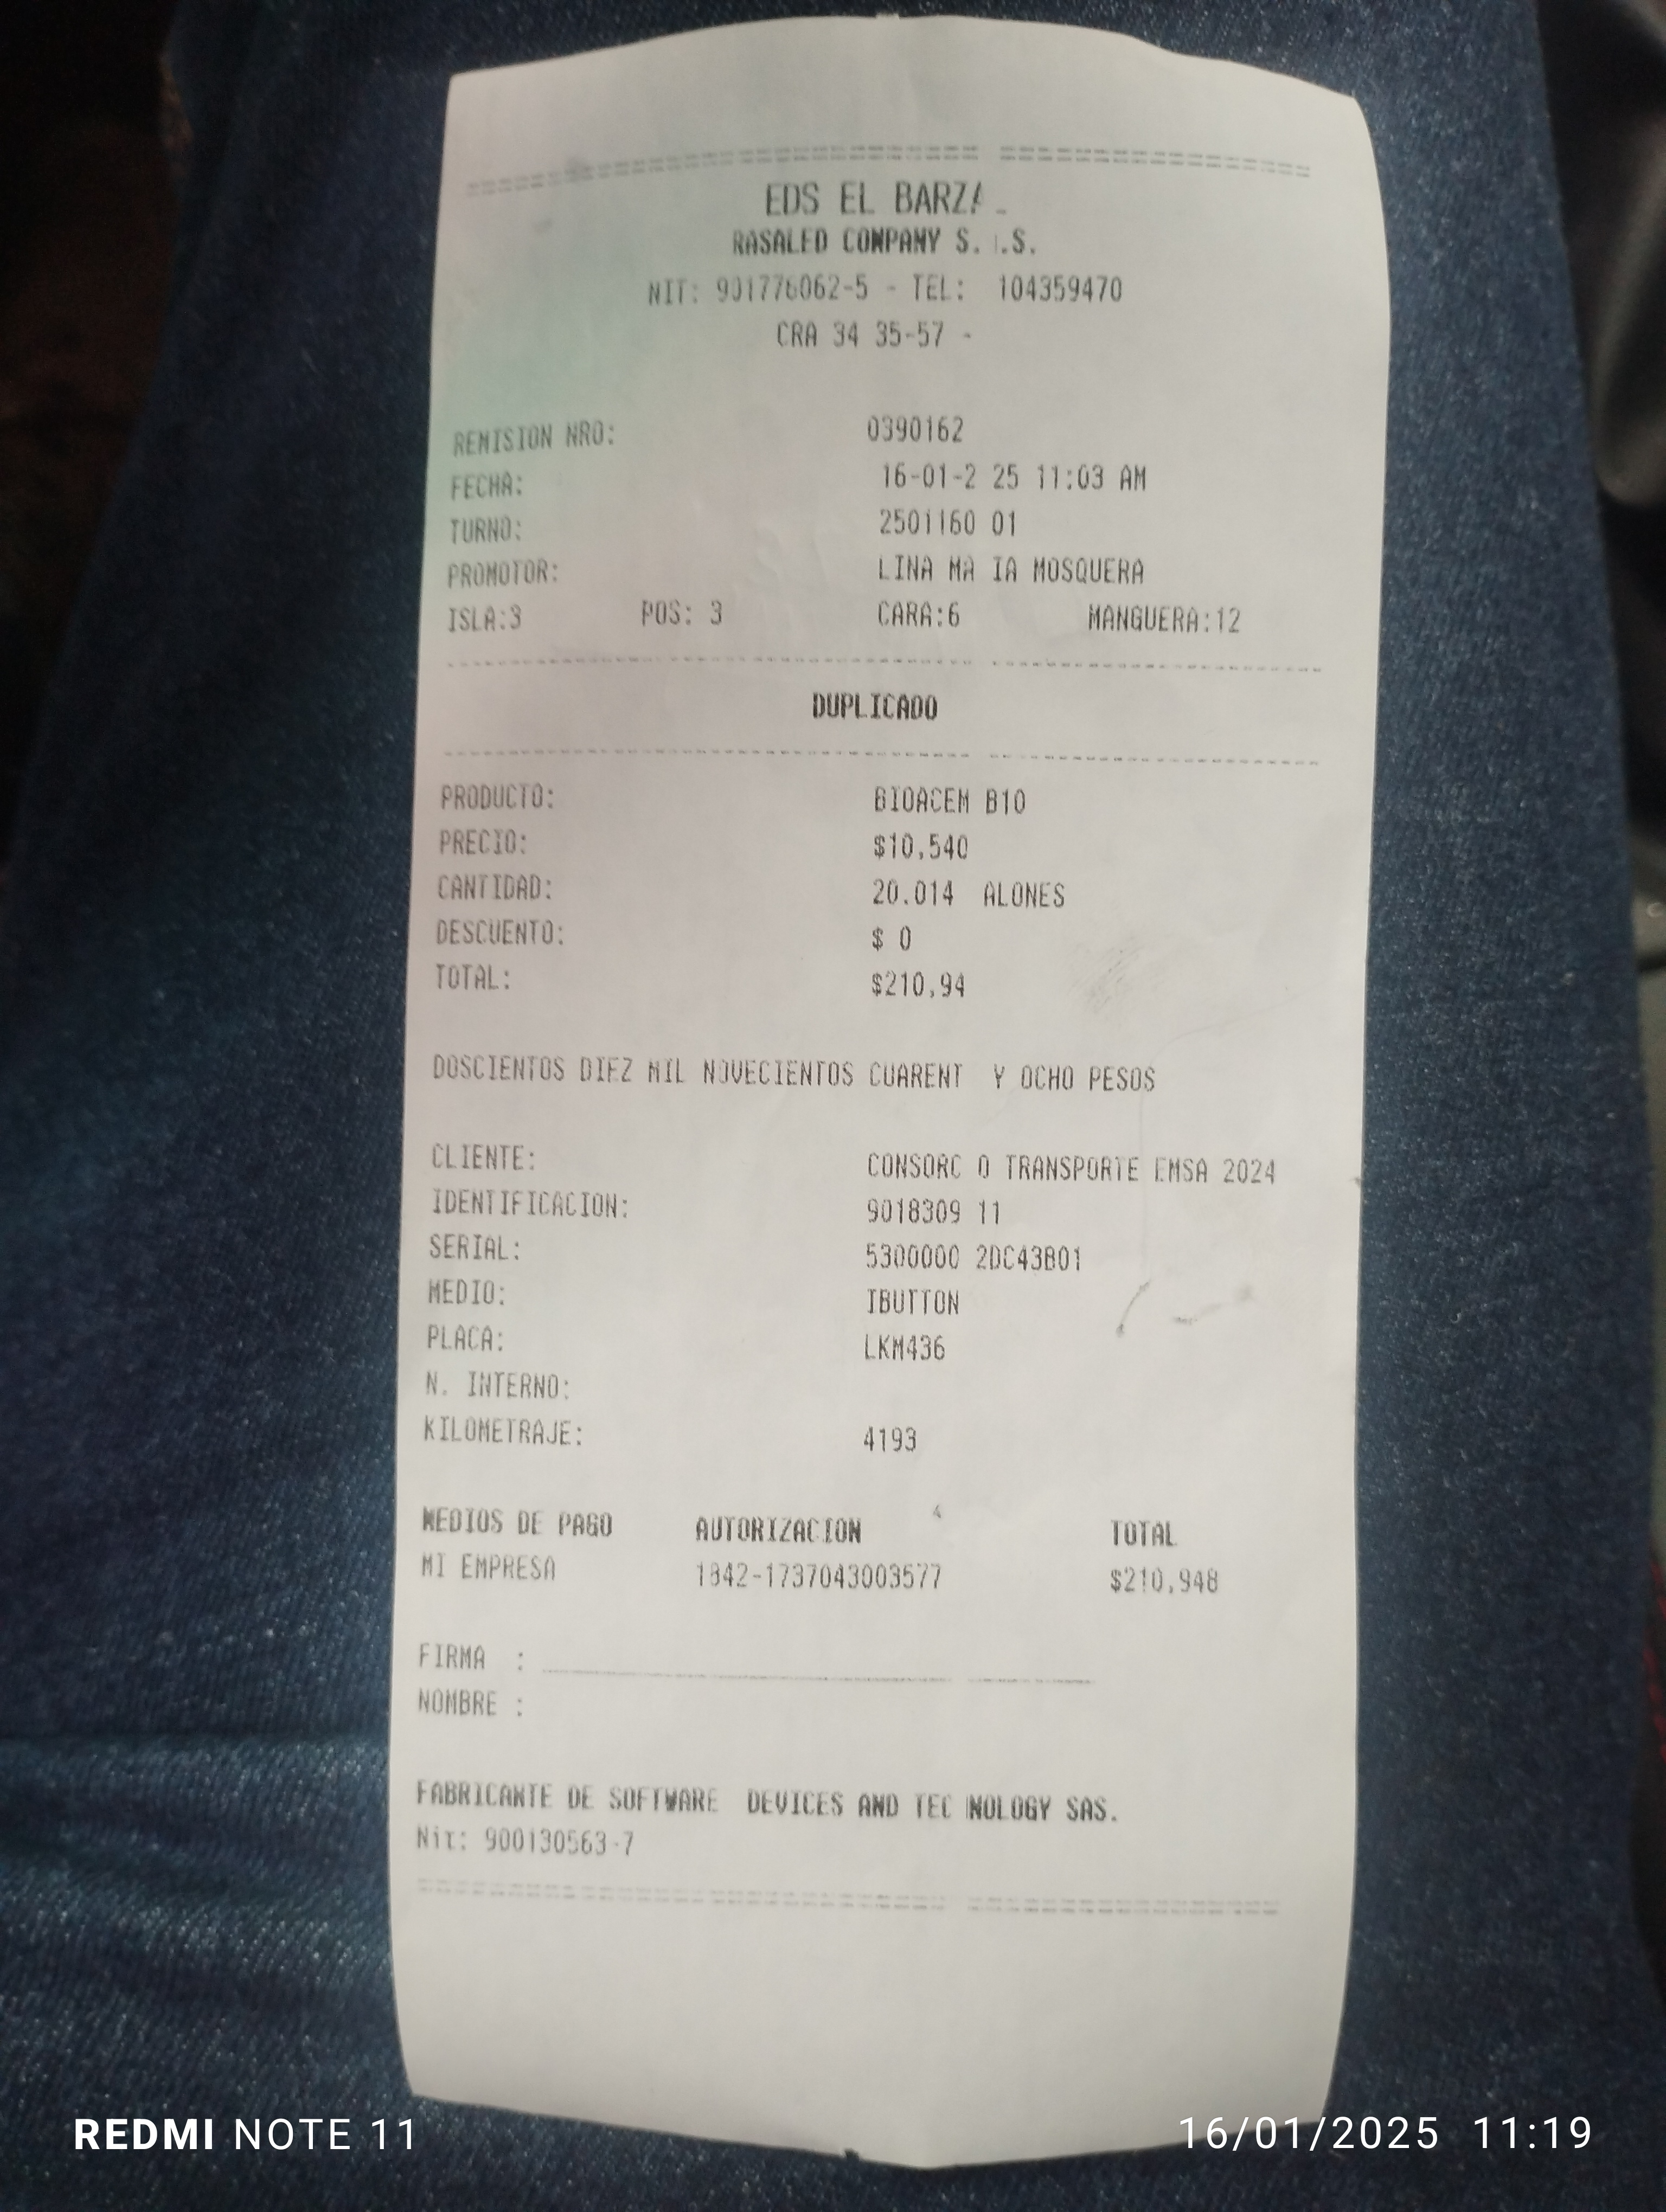 EDS EL BARZA
RASALED COMPANY S. .S.
NIT: 901776062-5 - TEL: 104359470
CRA 34 35-57 -
REMISION NRO: 0390162
FECHA: 16-01-2 25 11:03 AM
TURNO: 2501160 01
PROMOTOR: LINA MA IA MOSQUERA
ISLA:3 POS: 3 CARA:6 MANGUERA:12
DUPLICADO
PRODUCTO: BIOACEM B10
PRECIO: $10,540
CANTIDAD: 20.014 ALONES
DESCUENTO: $ 0
TOTAL: $210,94
DOSCIENTOS DIEZ MIL NOVECIENTOS CUARENT Y OCHO PESOS
CLIENTE: CONSORC O TRANSPORTE EMSA 2024
IDENTIFICACION: 9018309 11
SERIAL: 5300000 2DC43B01
MEDIO: IBUTTON
PLACA: LKM436
N. INTERNO:
KILOMETRAJE: 4193
MEDIOS DE PAGO AUTORIZACION TOTAL
MI EMPRESA 1842-1737043003577 $210,948
FIRMA :
NOMBRE :
FABRICANTE DE SOFTWARE DEVICES AND TEC NOLOGY SAS.
Nit: 900130563-7
REDMI NOTE 11 16/01/2025 11:19